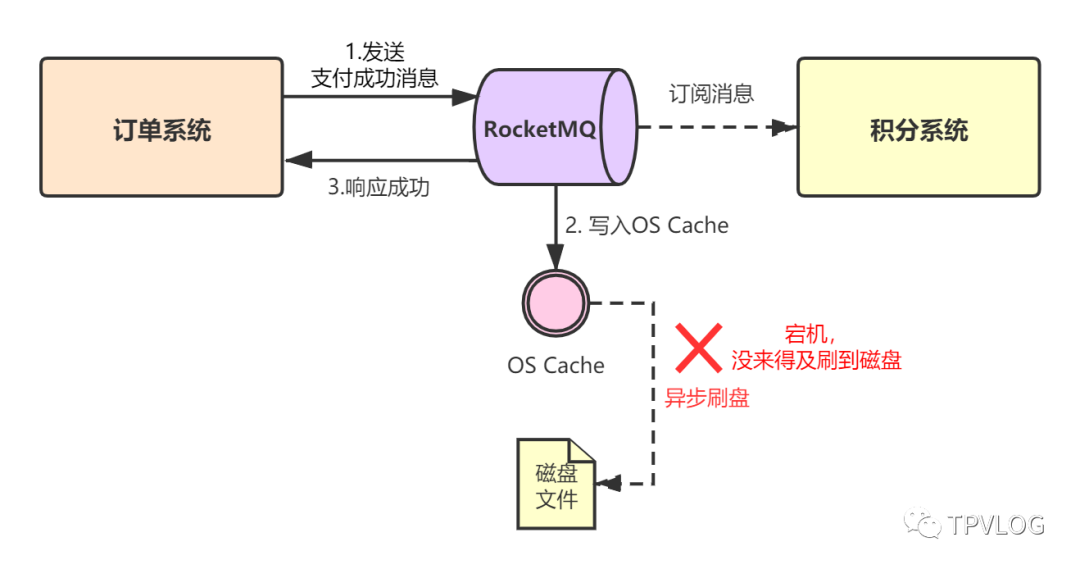 1.发送
支付成功消息
订单系统
RocketMQ
订阅消息
积分系统
3.响应成功
2. 写入OS Cache
OS Cache
宕机，
没来得及刷到磁盘
异步刷盘
磁盘
文件
TPVLOG